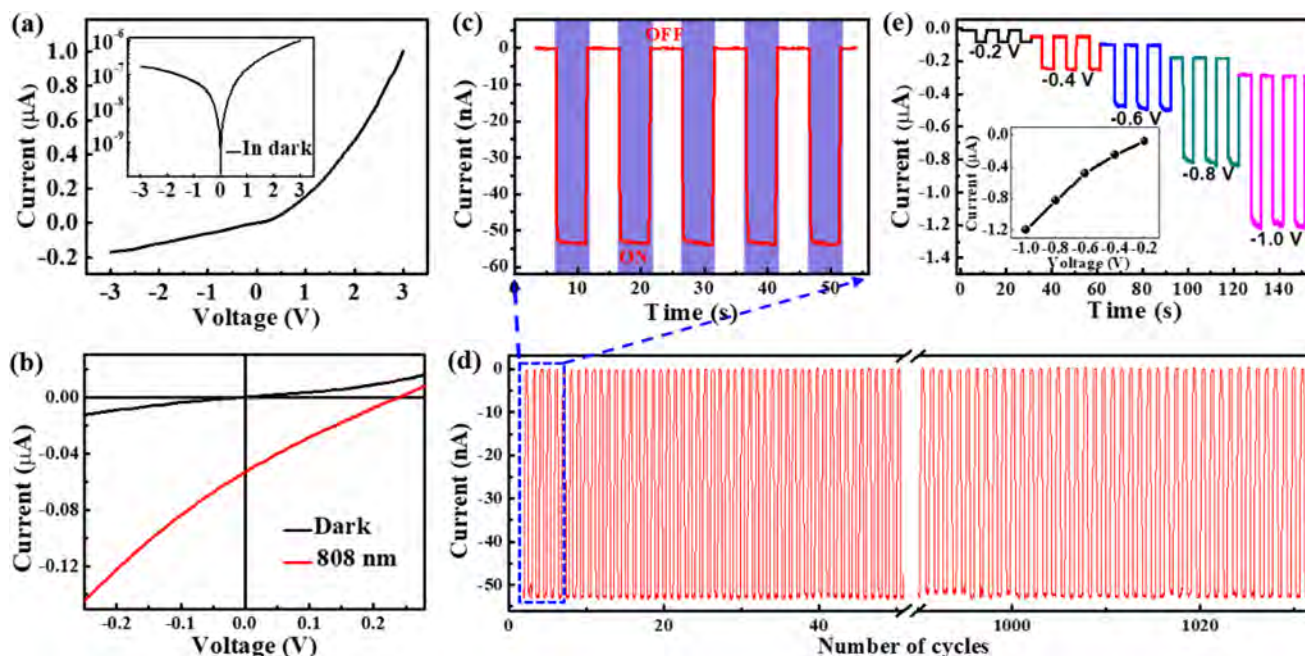 (a)
Current (μA)
1.0
0.8
0.6
0.4
0.2
0.0
-0.2
10⁻⁶
10⁻⁷
10⁻⁸
10⁻⁹
In dark
-3 -2 -1 0 1 2 3
-3 -2 -1 0 1 2 3
Voltage (V)
(b)
Current (μA)
0.00
-0.04
-0.08
-0.12
Dark
808 nm
-0.2 -0.1 0.0 0.1 0.2
Voltage (V)
(c)
Current (nA)
0
-10
-20
-30
-40
-50
-60
OFF
ON
0 10 20 30 40 50
Time (s)
(d)
Current (nA)
0
-10
-20
-30
-40
-50
0 20 40 1000 1020
Number of cycles
(e)
Current (μA)
-0.0
-0.2
-0.4
-0.6
-0.8
-1.0
-1.2
-1.4
-0.2 V
-0.4 V
-0.6 V
-0.8 V
-1.0 V
Current (μA)
0.0
-0.4
-0.8
-1.2
-1.0 -0.8 -0.6 -0.4 -0.2
Voltage (V)
0 20 40 60 80 100 120 140
Time (s)